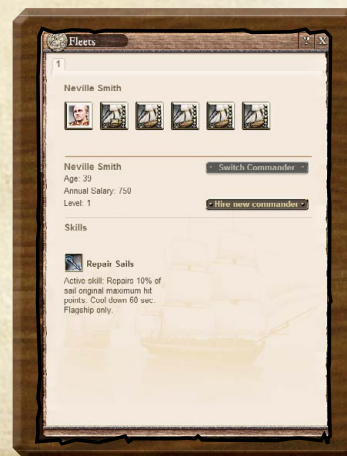 Fleets
? X
1
Neville Smith
Neville Smith
Switch Commander
Age: 39
Annual Salary: 750
Level: 1
Hire new commander
Skills
Repair Sails
Active skill: Repairs 10% of
sail original maximum hit
points. Cool down 60 sec.
Flagship only.